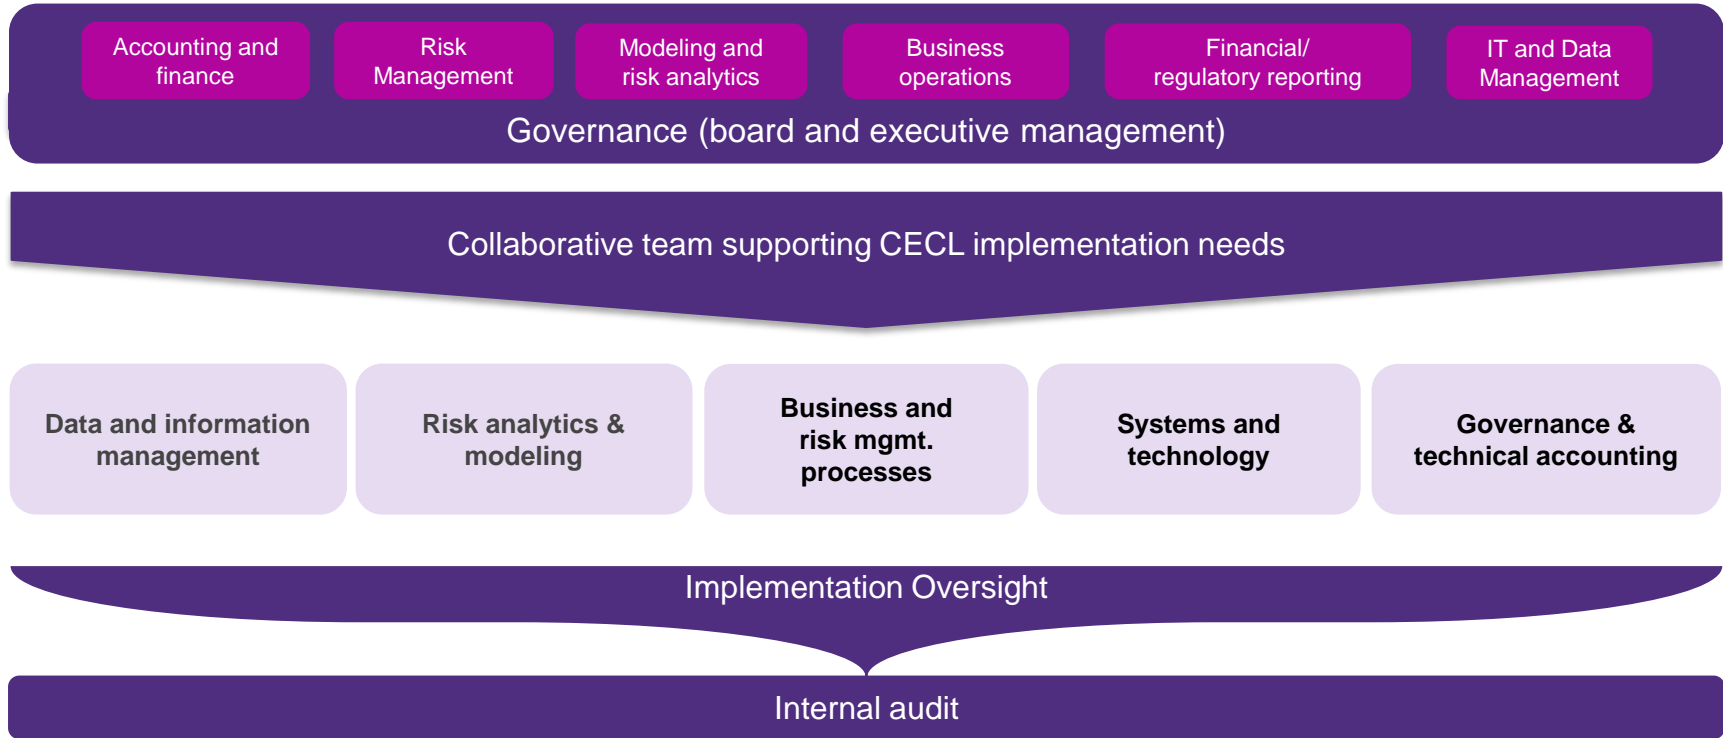 Accounting and
finance
Risk
Management
Modeling and
risk analytics
Business
operations
Financial/
regulatory reporting
IT and Data
Management
Governance (board and executive management)
Collaborative team supporting CECL implementation needs
Data and information
management
Risk analytics &
modeling
Business and
risk mgmt.
processes
Systems and
technology
Governance &
technical accounting
Implementation Oversight
Internal audit